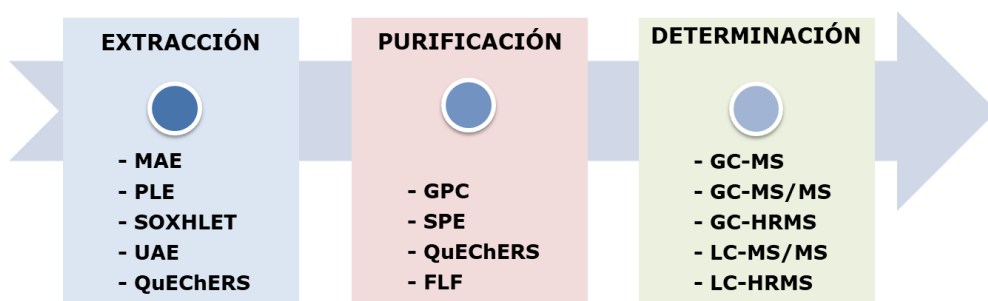 EXTRACCIÓN
- MAE
- PLE
- SOXHLET
- UAE
- QuEChERS
PURIFICACIÓN
- GPC
- SPE
- QuEChERS
- FLF
DETERMINACIÓN
- GC-MS
- GC-MS/MS
- GC-HRMS
- LC-MS/MS
- LC-HRMS